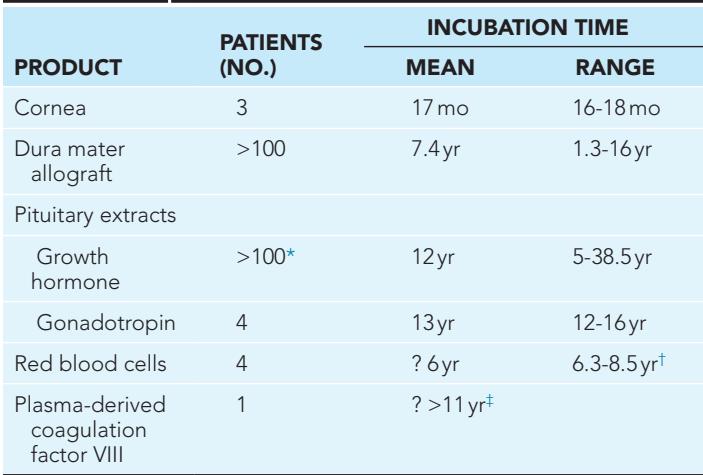 INCUBATION TIME
PATIENTS
PRODUCT (NO.) MEAN RANGE
Cornea 3 17 mo 16-18 mo
Dura mater >100 7.4 yr 1.3-16 yr
allograft
Pituitary extracts
Growth >100* 12 yr 5-38.5 yr
hormone
Gonadotropin 4 13 yr 12-16 yr
Red blood cells 4 ? 6 yr 6.3-8.5 yr†
Plasma-derived 1 ? >11 yr‡
coagulation
factor VIII